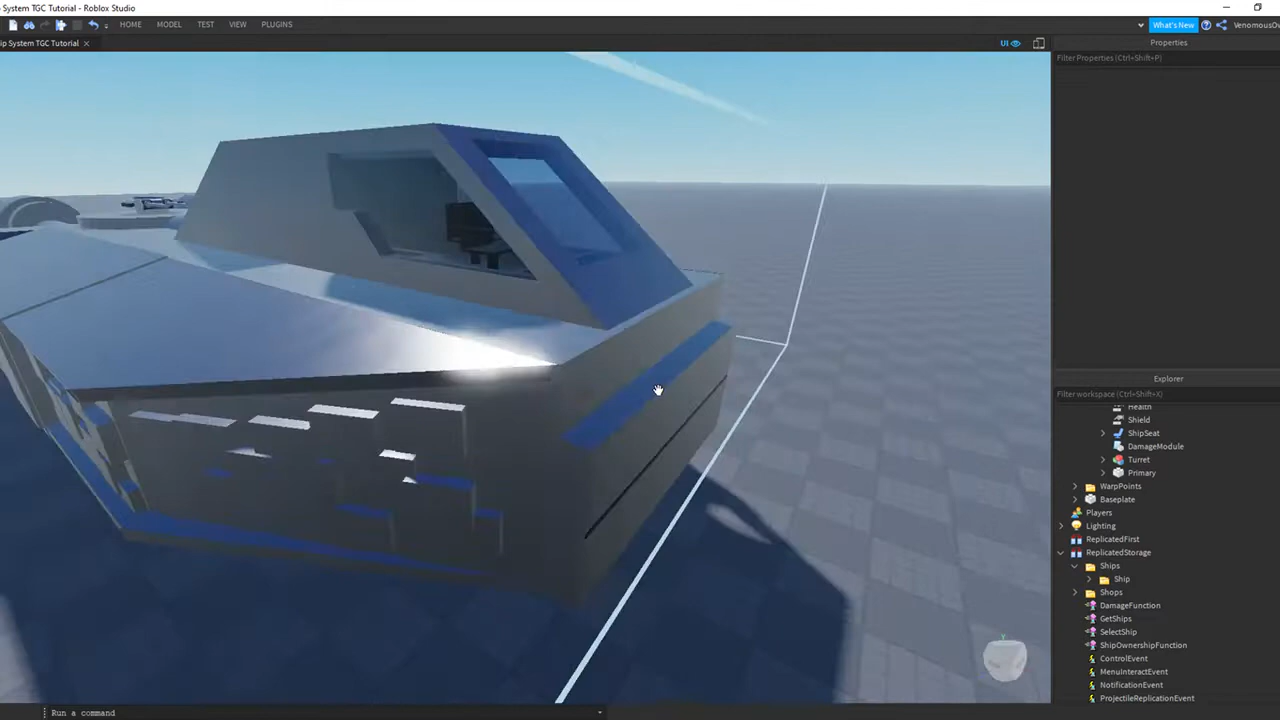 System TGC Tutorial - Roblox Studio
HOME
MODEL
TEST
VIEW
PLUGINS
What's New
ip System TGC Tutorial
UI
Properties
Filter Properties (Ctrl+Shift+P)
Explorer
Filter workspace (Ctrl+Shift+X)
Health
Shield
ShipSeat
DamageModule
Turret
Primary
WarpPoints
Baseplate
Players
Lighting
ReplicatedFirst
ReplicatedStorage
Ships
Ship
Shops
DamageFunction
GetShips
SelectShip
ShipOwnershipFunction
ControlEvent
MenuInteractEvent
NotificationEvent
ProjectileReplicationEvent
Run a command